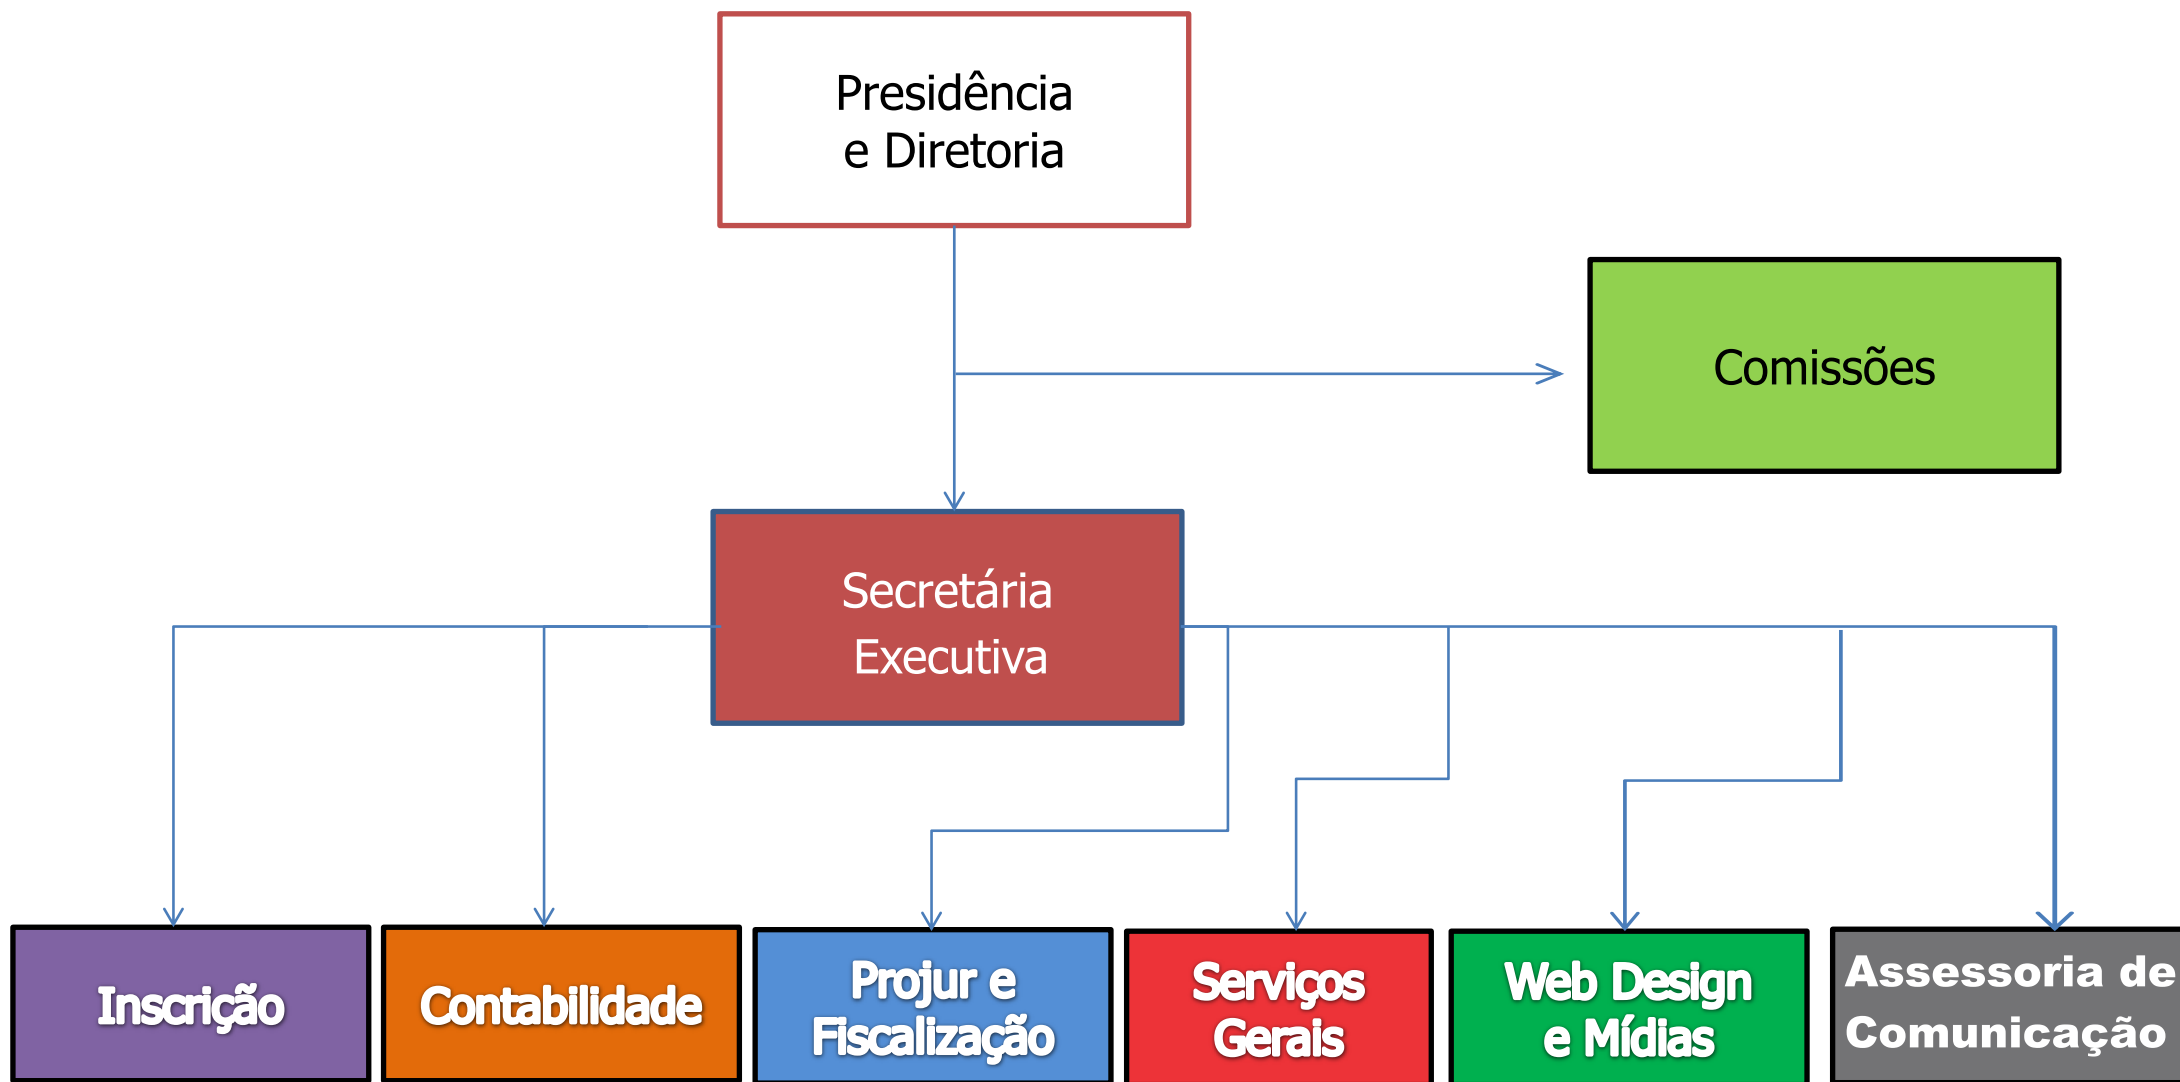 Presidência
e Diretoria
Comissões
Secretária
Executiva
Inscrição
Contabilidade
Projur e
Fiscalização
Serviços
Gerais
Web Design
e Mídias
Assessoria de
Comunicação